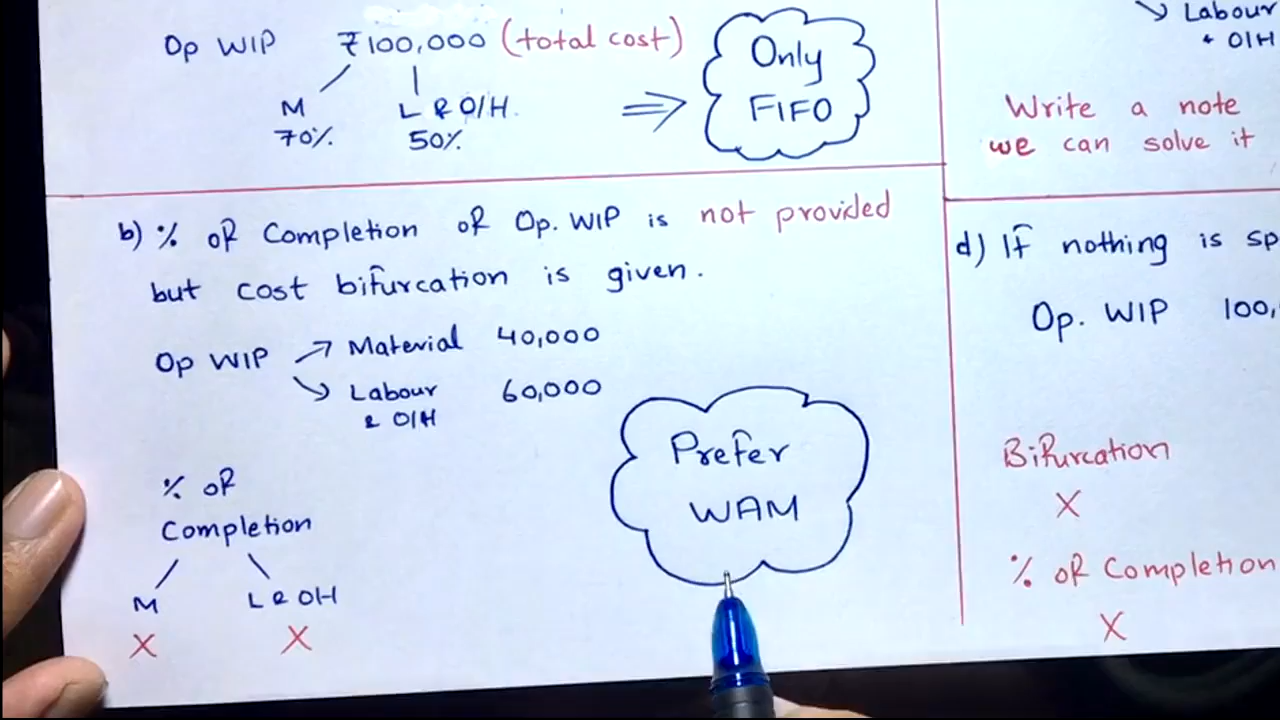 Op WIP ₹100,000 (total cost)
M L & O/H.
70% 50%
⇒ Only
FIFO
b) % of Completion of Op. WIP is not provided
but cost bifurcation is given.
Op WIP Material 40,000
Labour 60,000
& O/H
% of
Completion
M L & OH
X X
Prefer
WAM
Labour
& O/H
Write a note
we can solve it
d) If nothing is sp
Op. WIP 100,
Bifurcation
X
% of Completion
X